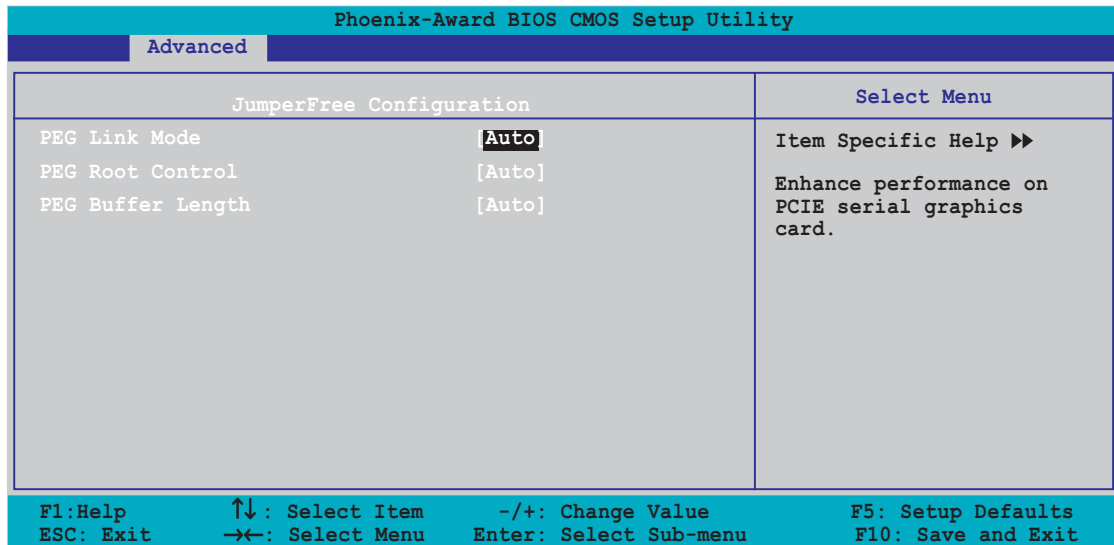 Phoenix-Award BIOS CMOS Setup Utility
Advanced
JumperFree Configuration
Select Menu
PEG Link Mode [Auto]
PEG Root Control [Auto]
PEG Buffer Length [Auto]
Item Specific Help ▶▶
Enhance performance on
PCIE serial graphics
card.
F1:Help ↑↓: Select Item -/+: Change Value F5: Setup Defaults
ESC: Exit →←: Select Menu Enter: Select Sub-menu F10: Save and Exit